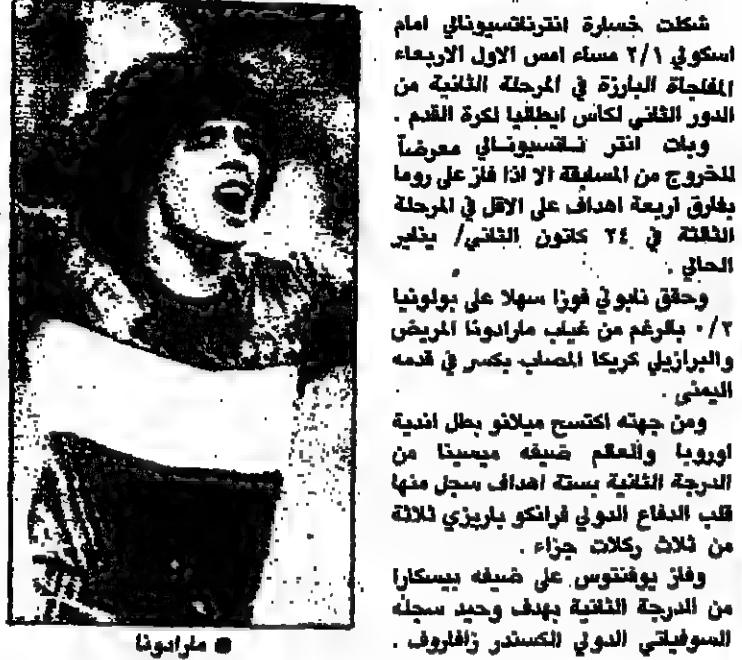 شكلت خسارة انترناتسيونالي امام
اسكولي ٢/١ مساء امس الاول الاربعاء
المفاجأة البارزة في المرحلة الثانية من
الدور الثاني لكاس ايطاليا لكرة القدم .
وبات انتر ناتسيونالي معرضاً
للخروج من المسابقة الا اذا فاز على روما
بفارق اربعة اهداف على الاقل في المرحلة
الثالثة في ٢٤ كانون الثاني/ يناير
الحالي .
وحقق نابولي فوزا سهلا على بولونيا
٢/٠ بالرغم من غياب مارادونا المريض
والبرازيلي كريكا المصاب بكسر في قدمه
اليمنى .
ومن جهته اكتسح ميلانو بطل اندية
اوروبا والعالم ضيفه ميسينا من
الدرجة الثانية بستة اهداف سجل منها
قلب الدفاع الدولي فرانكو باريزي ثلاثة
من ثلاث ركلات جزاء .
وفاز يوفنتوس على ضيفه بيسكارا
من الدرجة الثانية بهدف وحيد سجله
السوفياتي الدولي الكسندر زافاروف .
● مارادونا